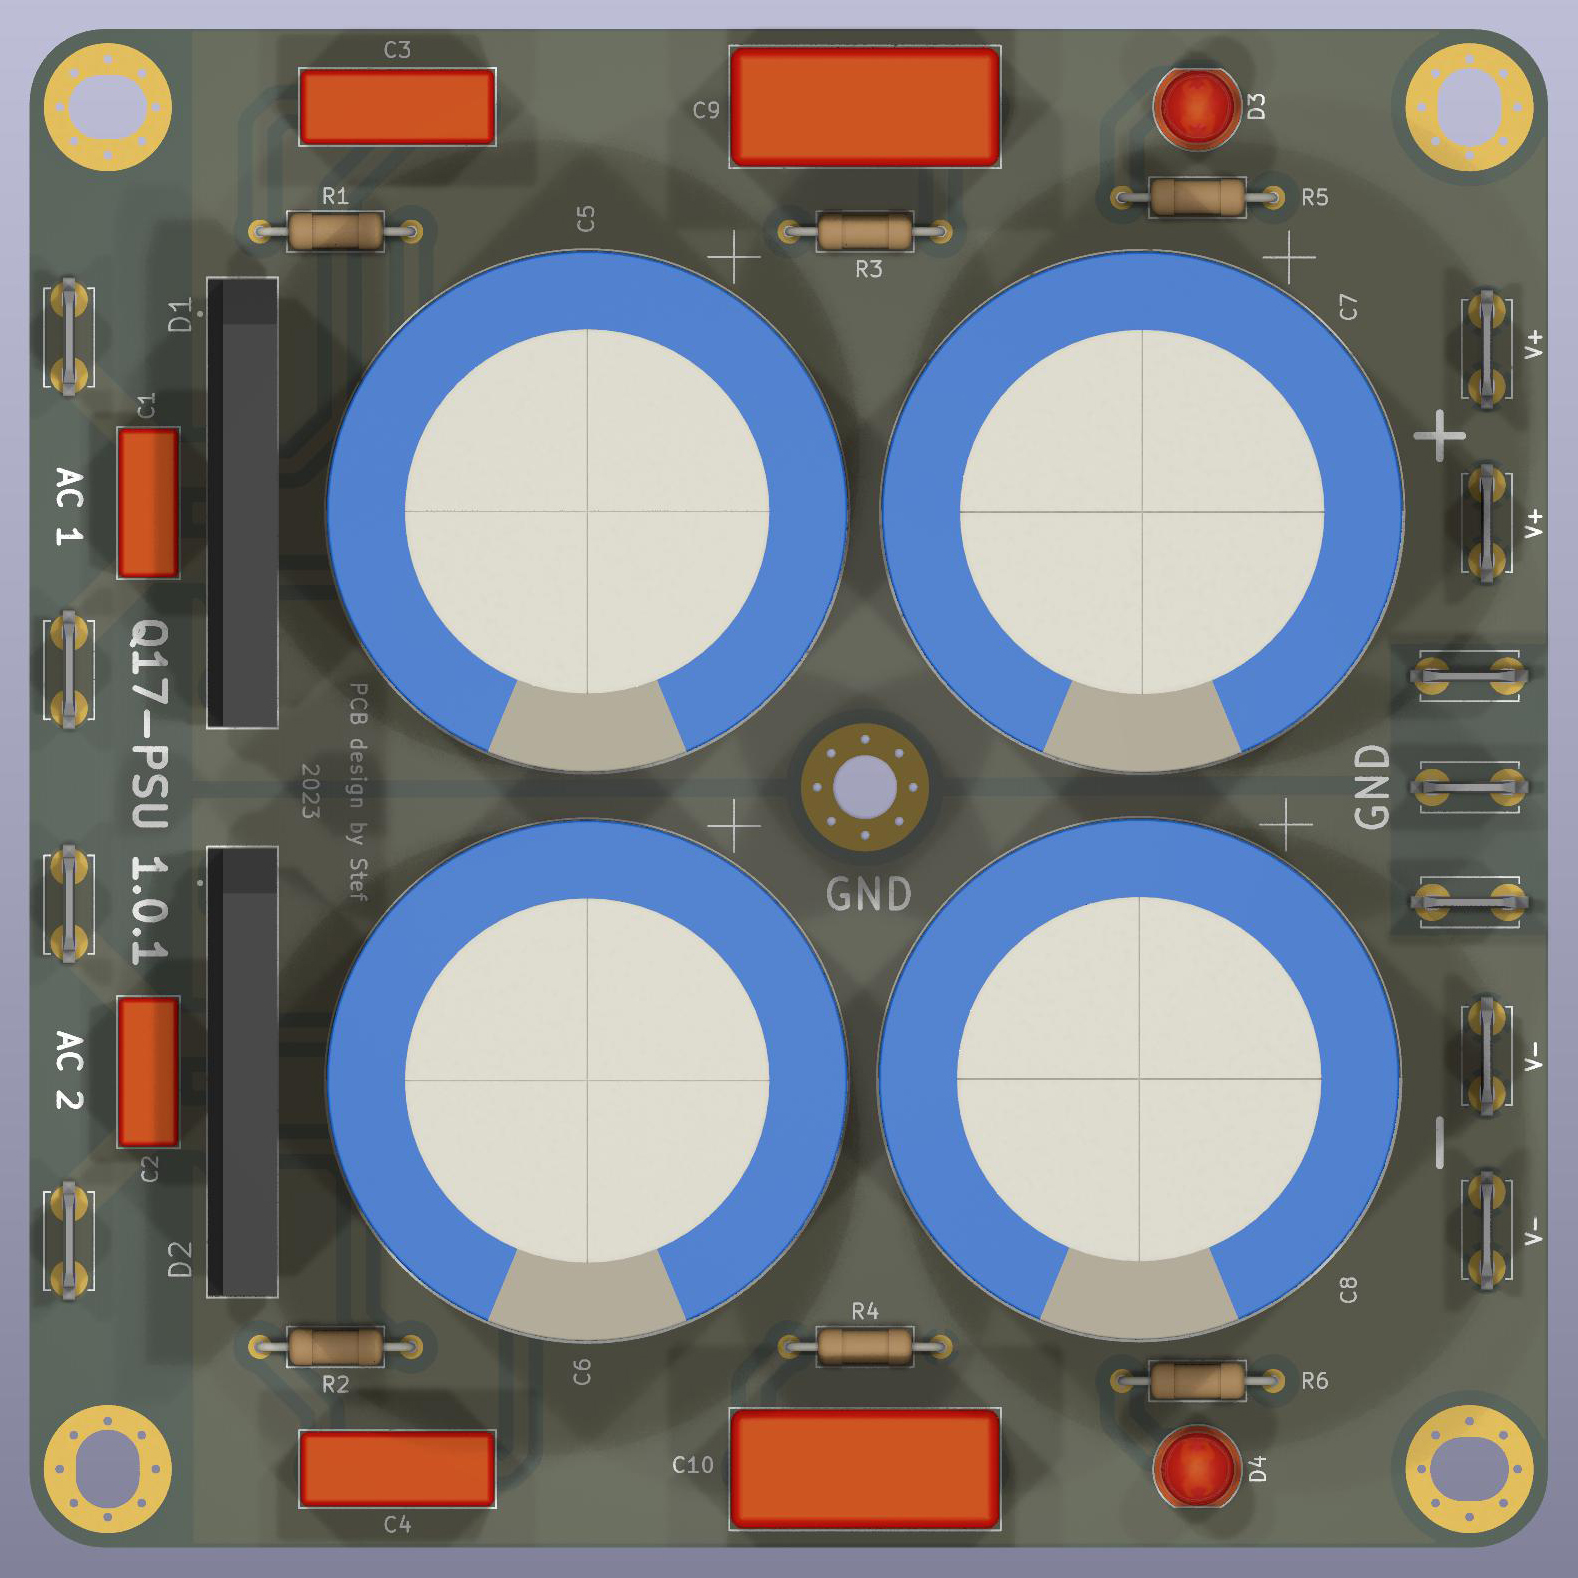 C3
C9
D3
R1
R5
C5
R3
D1
C7
V+
C1
AC 1
V+
Q17-PSU 1.0.1
PCB design by Stef
2023
GND
GND
AC 2
V-
C2
D2
V-
C8
R4
R2
C6
R6
C10
D4
C4